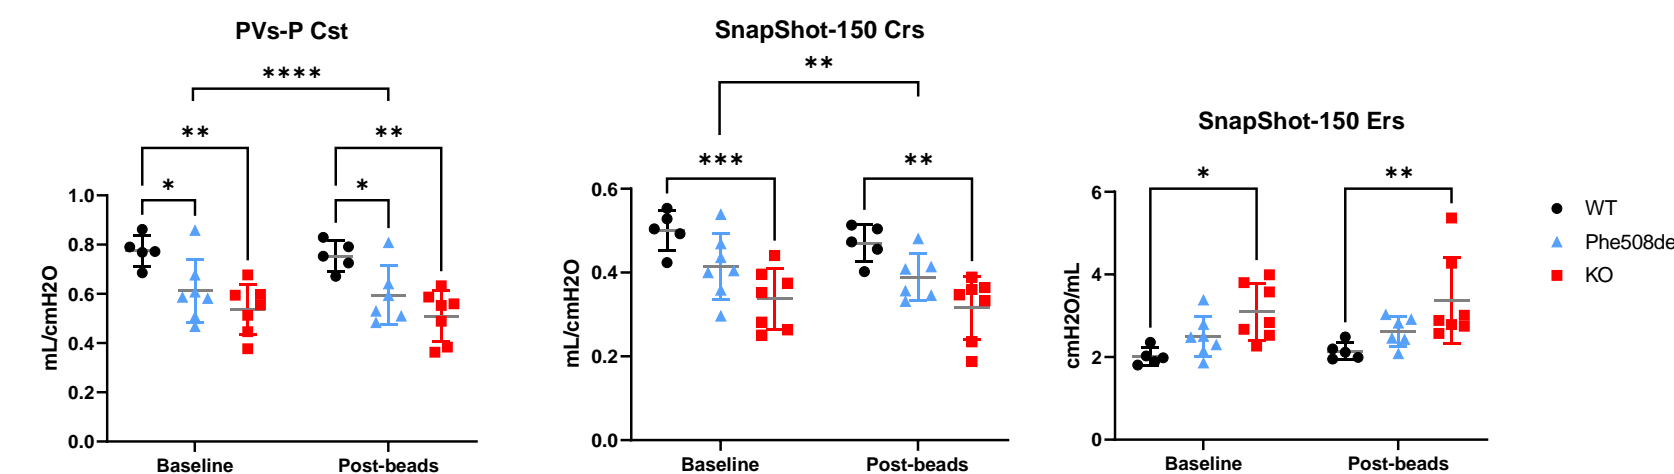 PVs-P Cst
****
**
**
*
*
mL/cmH2O
1.0
0.8
0.6
0.4
0.2
0.0
Baseline
Post-beads
SnapShot-150 Crs
**
***
**
mL/cmH2O
0.6
0.4
0.2
0.0
Baseline
Post-beads
SnapShot-150 Ers
*
**
cmH2O/mL
6
4
2
0
Baseline
Post-beads
WT
Phe508de
KO